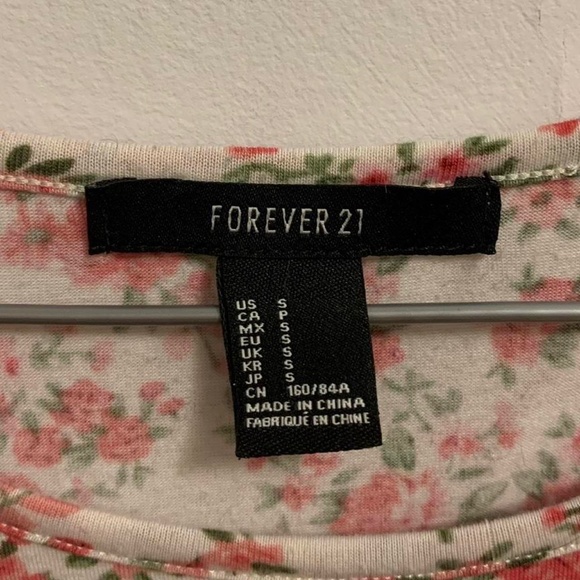 FOREVER 21
US S
CA P
MX S
EU S
UK S
KR S
JP S
CN 160/84A
MADE IN CHINA
FABRIQUÉ EN CHINE